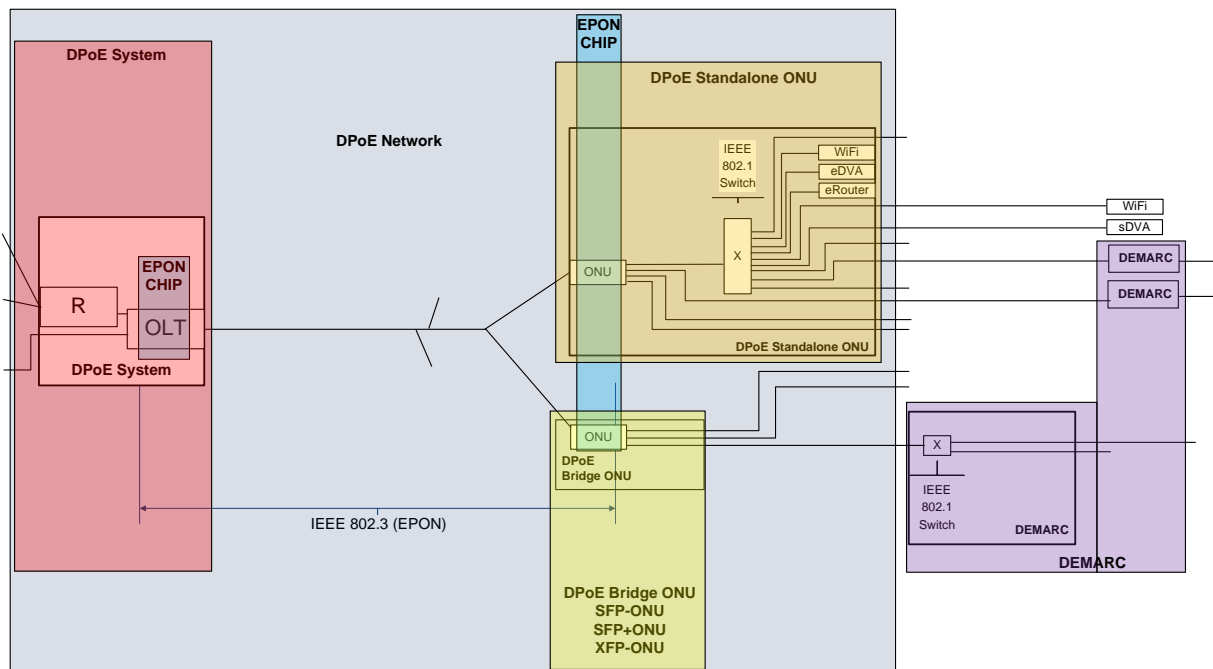 EPON
CHIP
DPoE System
DPoE Standalone ONU
DPoE Network
IEEE
802.1
Switch
WiFi
eDVA
eRouter
WiFi
sDVA
X
ONU
DEMARC
DEMARC
EPON
CHIP
R
OLT
DPoE System
DPoE Standalone ONU
ONU
DPoE
Bridge ONU
X
IEEE
802.1
Switch
DEMARC
DEMARC
IEEE 802.3 (EPON)
DPoE Bridge ONU
SFP-ONU
SFP+ONU
XFP-ONU